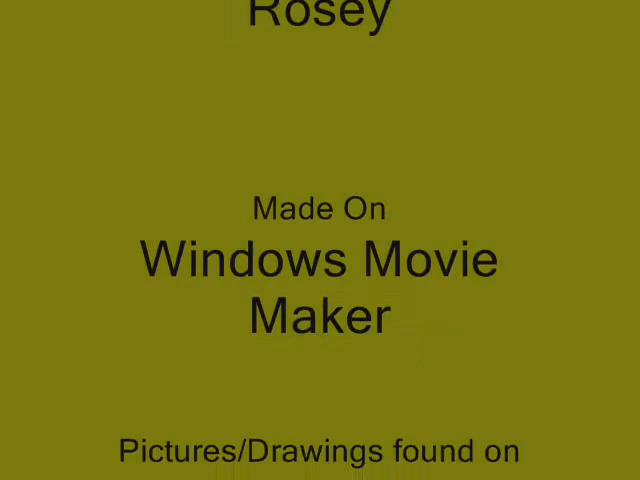 Rosey
Made On
Windows Movie
Maker
Pictures/Drawings found on